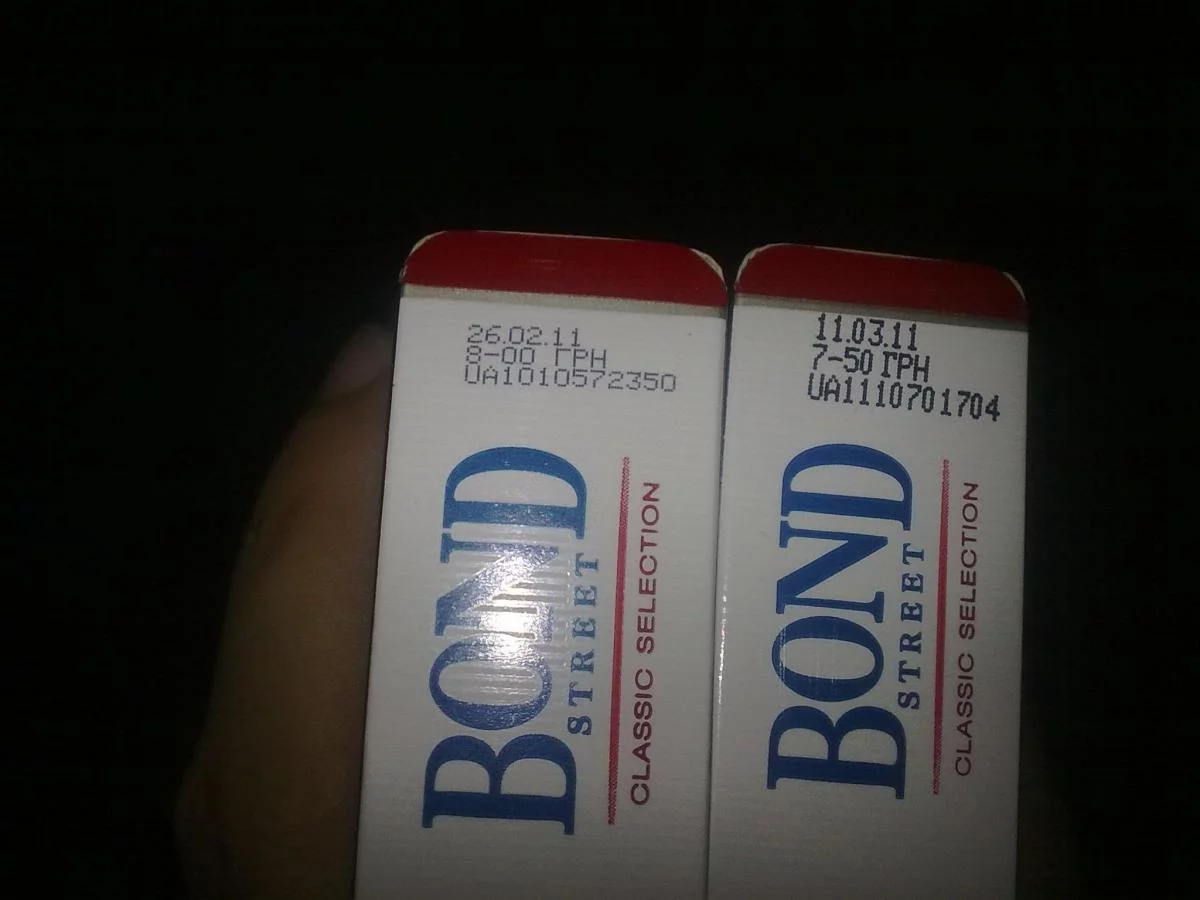 26.02.11
8-00 ГРН
UA1010572350
BOND
STREET
CLASSIC SELECTION
11.03.11
7-50 ГРН
UA1110701704
BOND
STREET
CLASSIC SELECTION